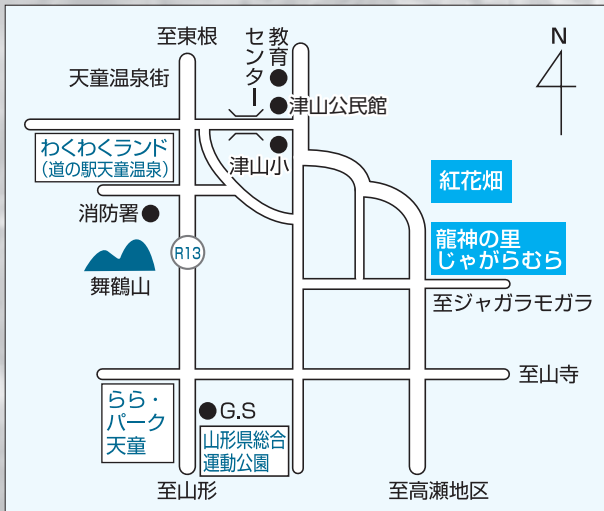 至東根
教育
センター
N
天童温泉街
津山公民館
わくわくランド
(道の駅天童温泉)
津山小
紅花畑
消防署
龍神の里
じゃがらむら
R13
舞鶴山
至ジャガラモガラ
至山寺
らら・
パーク
天童
G.S
山形県総合
運動公園
至山形
至高瀬地区